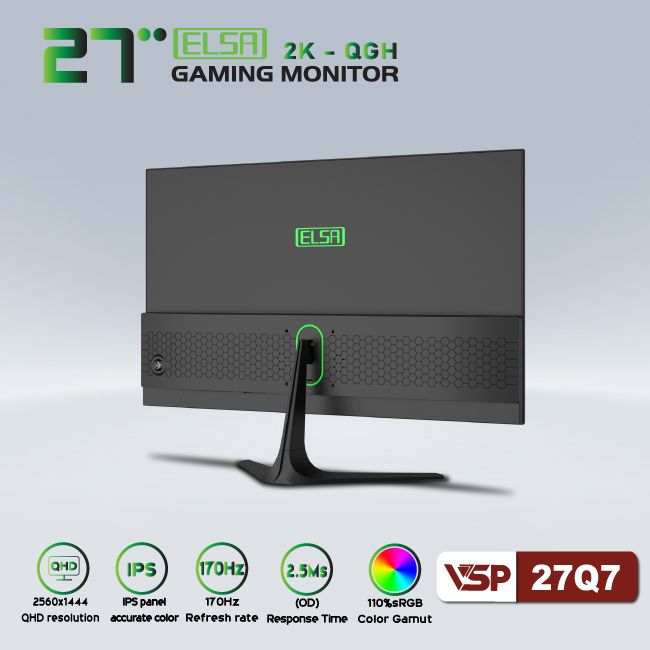 27" ELSA 2K - QGH
GAMING MONITOR
ELSA
QHD
IPS
170Hz
2.5Ms
2560x1444
QHD resolution
IPS panel
accurate color
170Hz
Refresh rate
(OD)
Response Time
110%sRGB
Color Gamut
VSP 27Q7